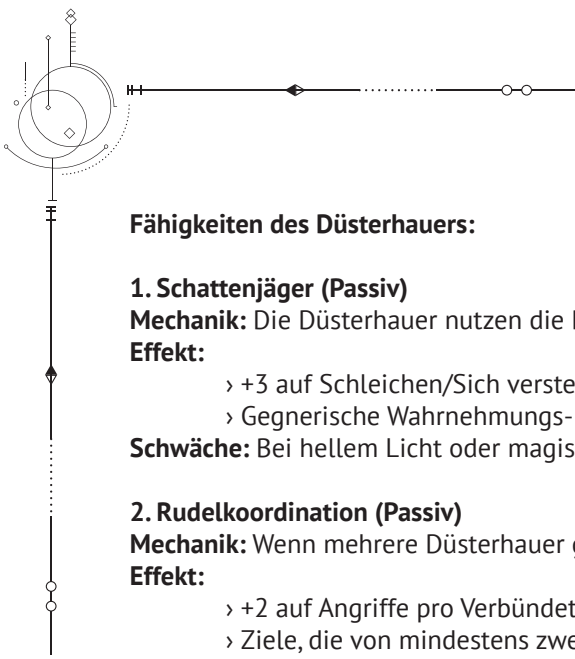 Fähigkeiten des Düsterhauers:
1. Schattenjäger (Passiv)
Mechanik: Die Düsterhauer nutzen die
Effekt:
› +3 auf Schleichen/Sich verste
› Gegnerische Wahrnehmungs-
Schwäche: Bei hellem Licht oder magis
2. Rudelkoordination (Passiv)
Mechanik: Wenn mehrere Düsterhauer g
Effekt:
› +2 auf Angriffe pro Verbündet
› Ziele, die von mindestens zwe